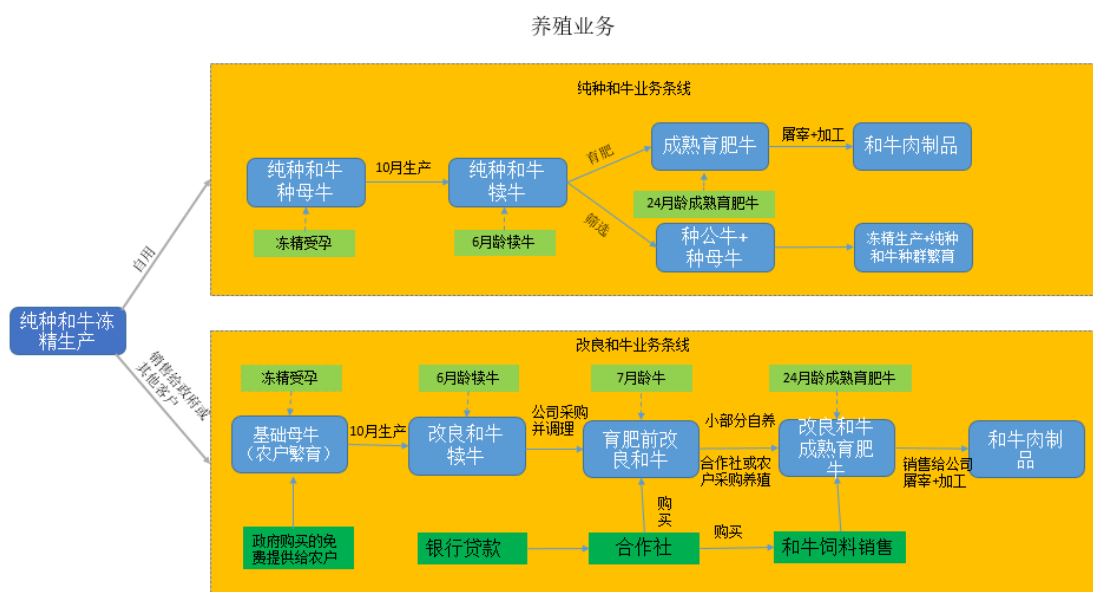 养殖业务
纯种和牛业务条线
纯种和牛
种母牛
10月生产
纯种和牛
犊牛
育肥
筛选
成熟育肥牛
屠宰+加工
和牛肉制品
冻精受孕
6月龄犊牛
24月龄成熟育肥牛
种公牛+
种母牛
冻精生产+纯种
和牛种群繁育
自用
纯种和牛冻
精生产
销售给政府或
其他客户
改良和牛业务条线
冻精受孕
6月龄犊牛
7月龄牛
24月龄成熟育肥牛
基础母牛
（农户繁育）
10月生产
改良和牛
犊牛
公司采购
并调理
育肥前改
良和牛
小部分自养
合作社或农
户采购养殖
改良和牛
成熟育肥
牛
销售给公司
屠宰+加工
和牛肉制
品
政府购买的免
费提供给农户
银行贷款
合作社
购
买
购买
和牛饲料销售